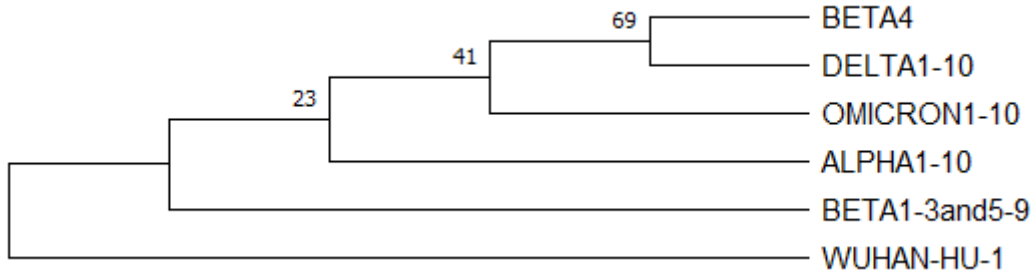 BETA4
69
DELTA1-10
41
OMICRON1-10
23
ALPHA1-10
BETA1-3and5-9
WUHAN-HU-1